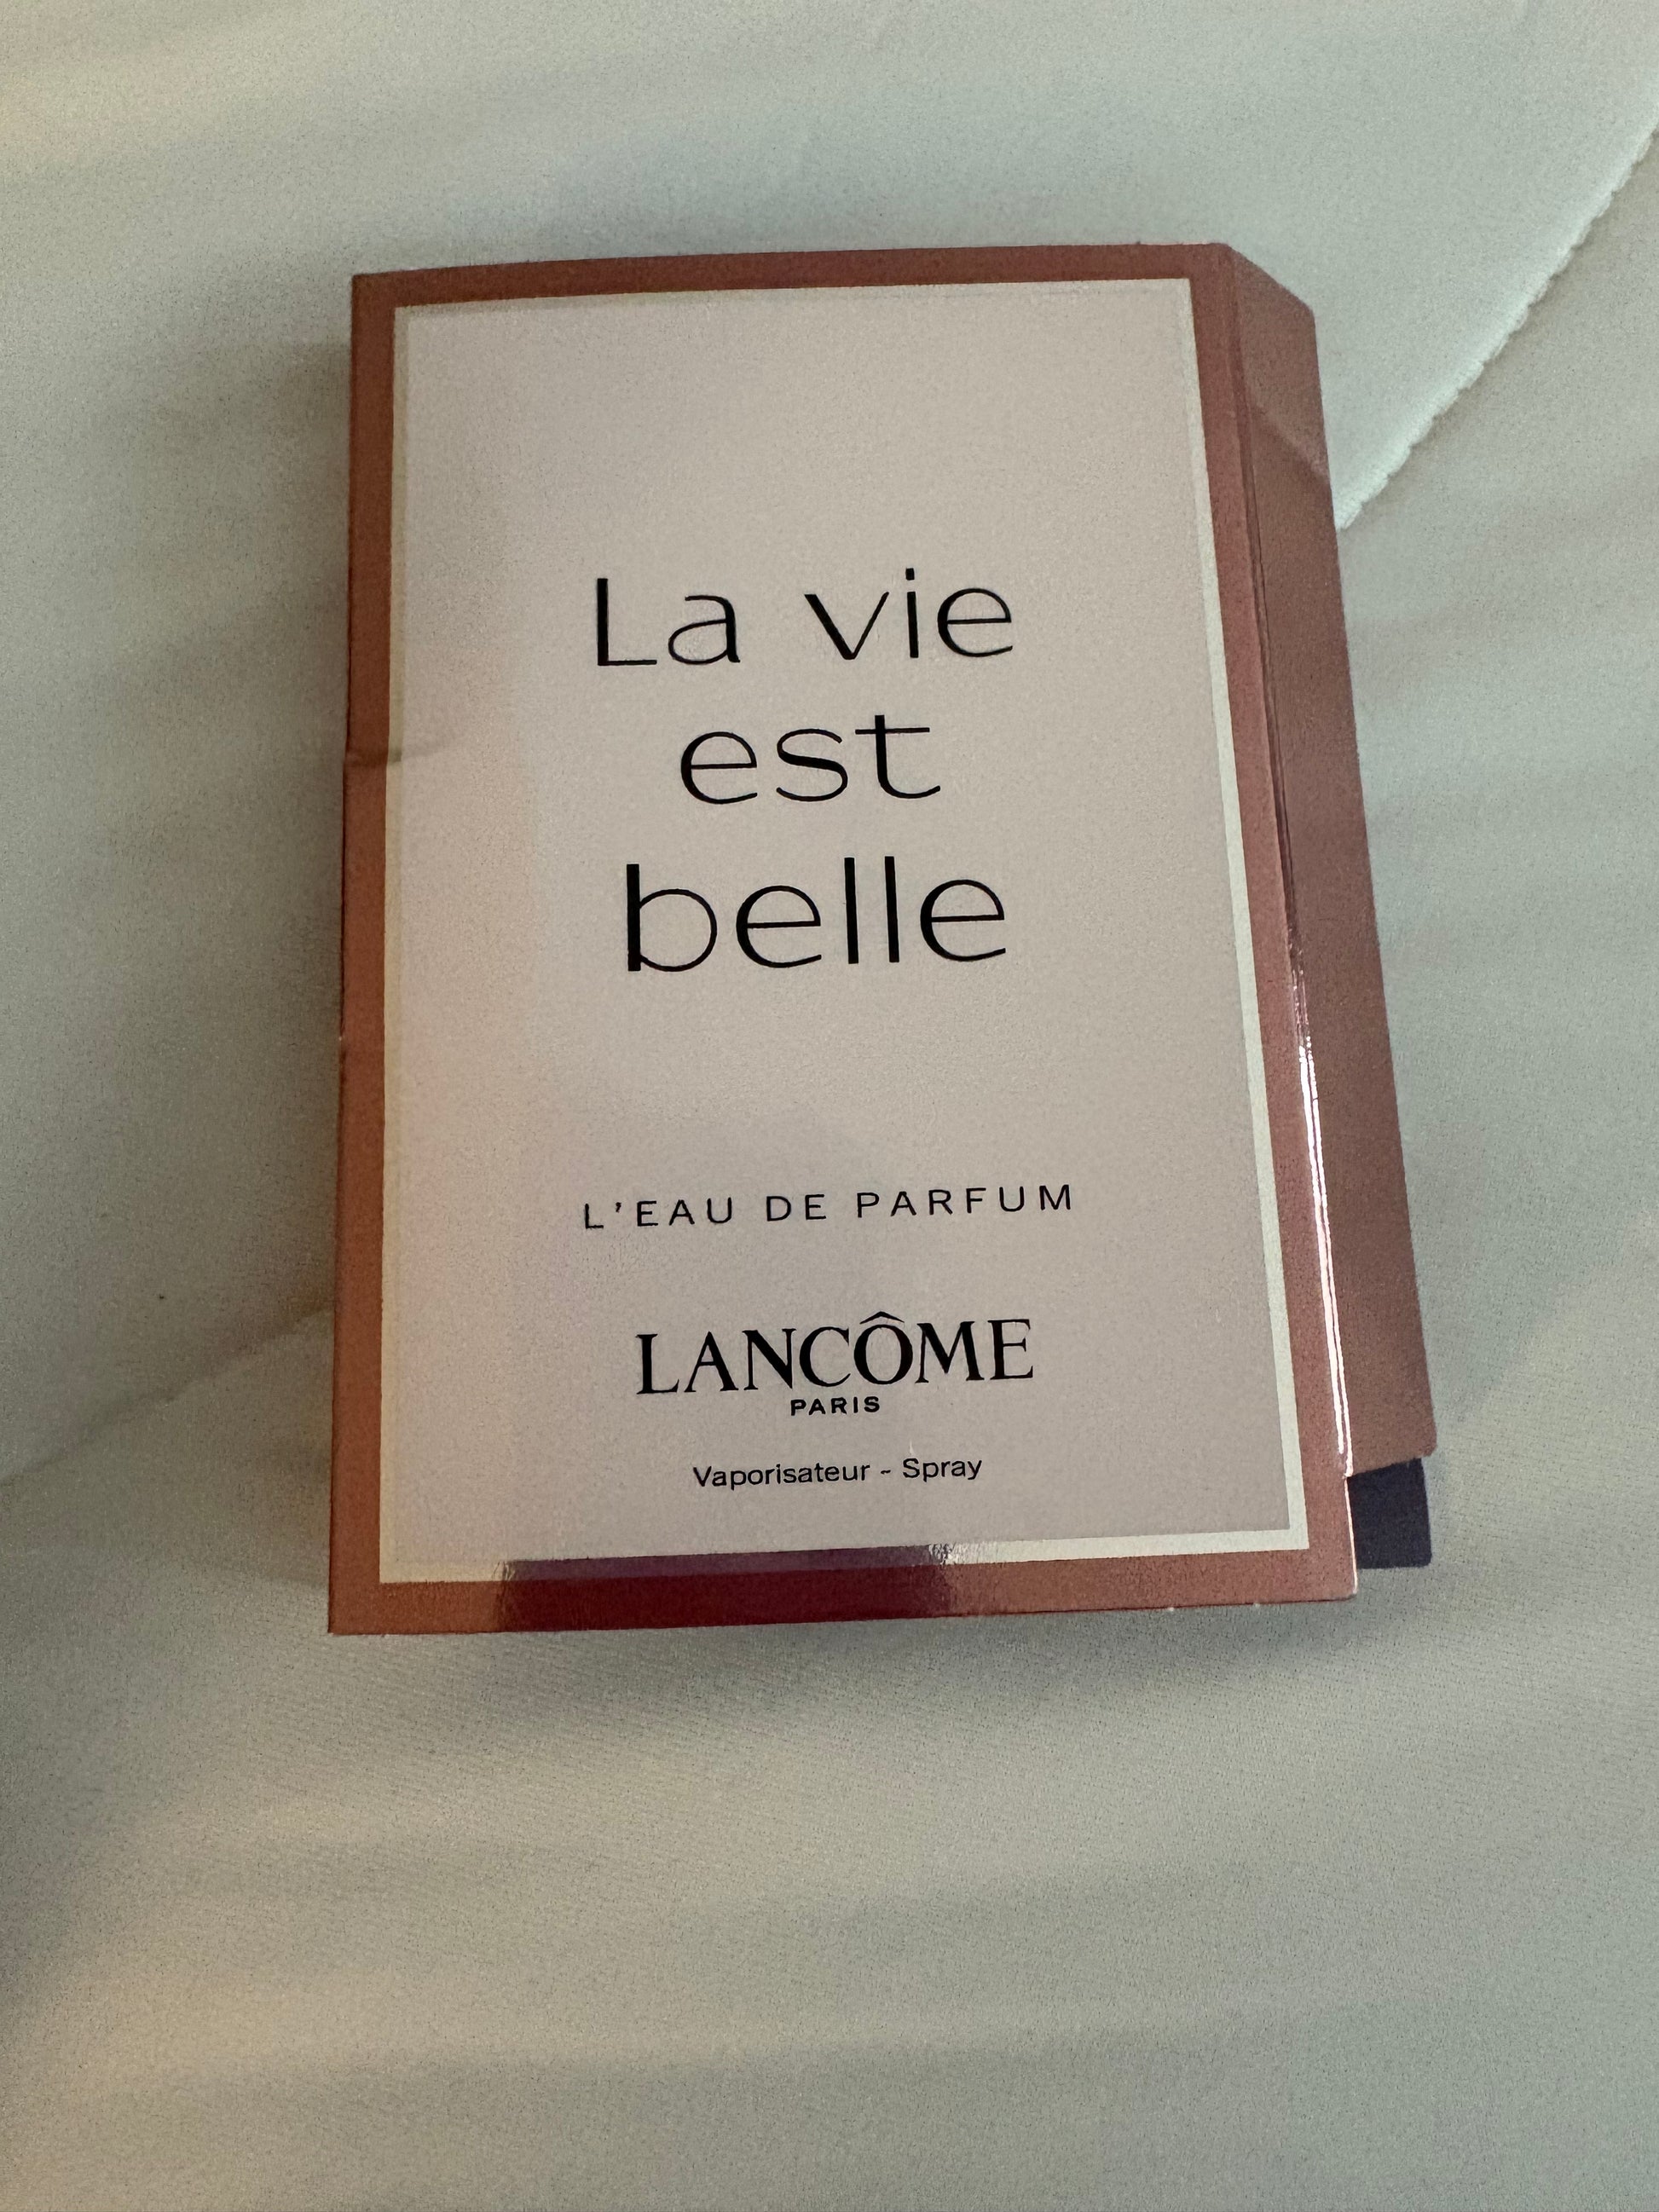 La vie
est
belle
L'EAU DE PARFUM
LANCÔME
PARIS
Vaporisateur - Spray